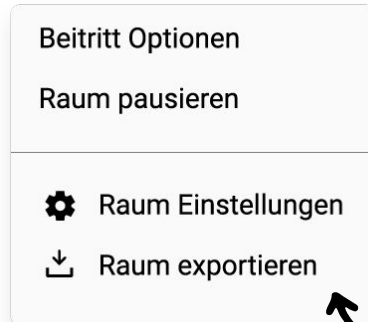 Beitritt Optionen
Raum pausieren
Raum Einstellungen
Raum exportieren